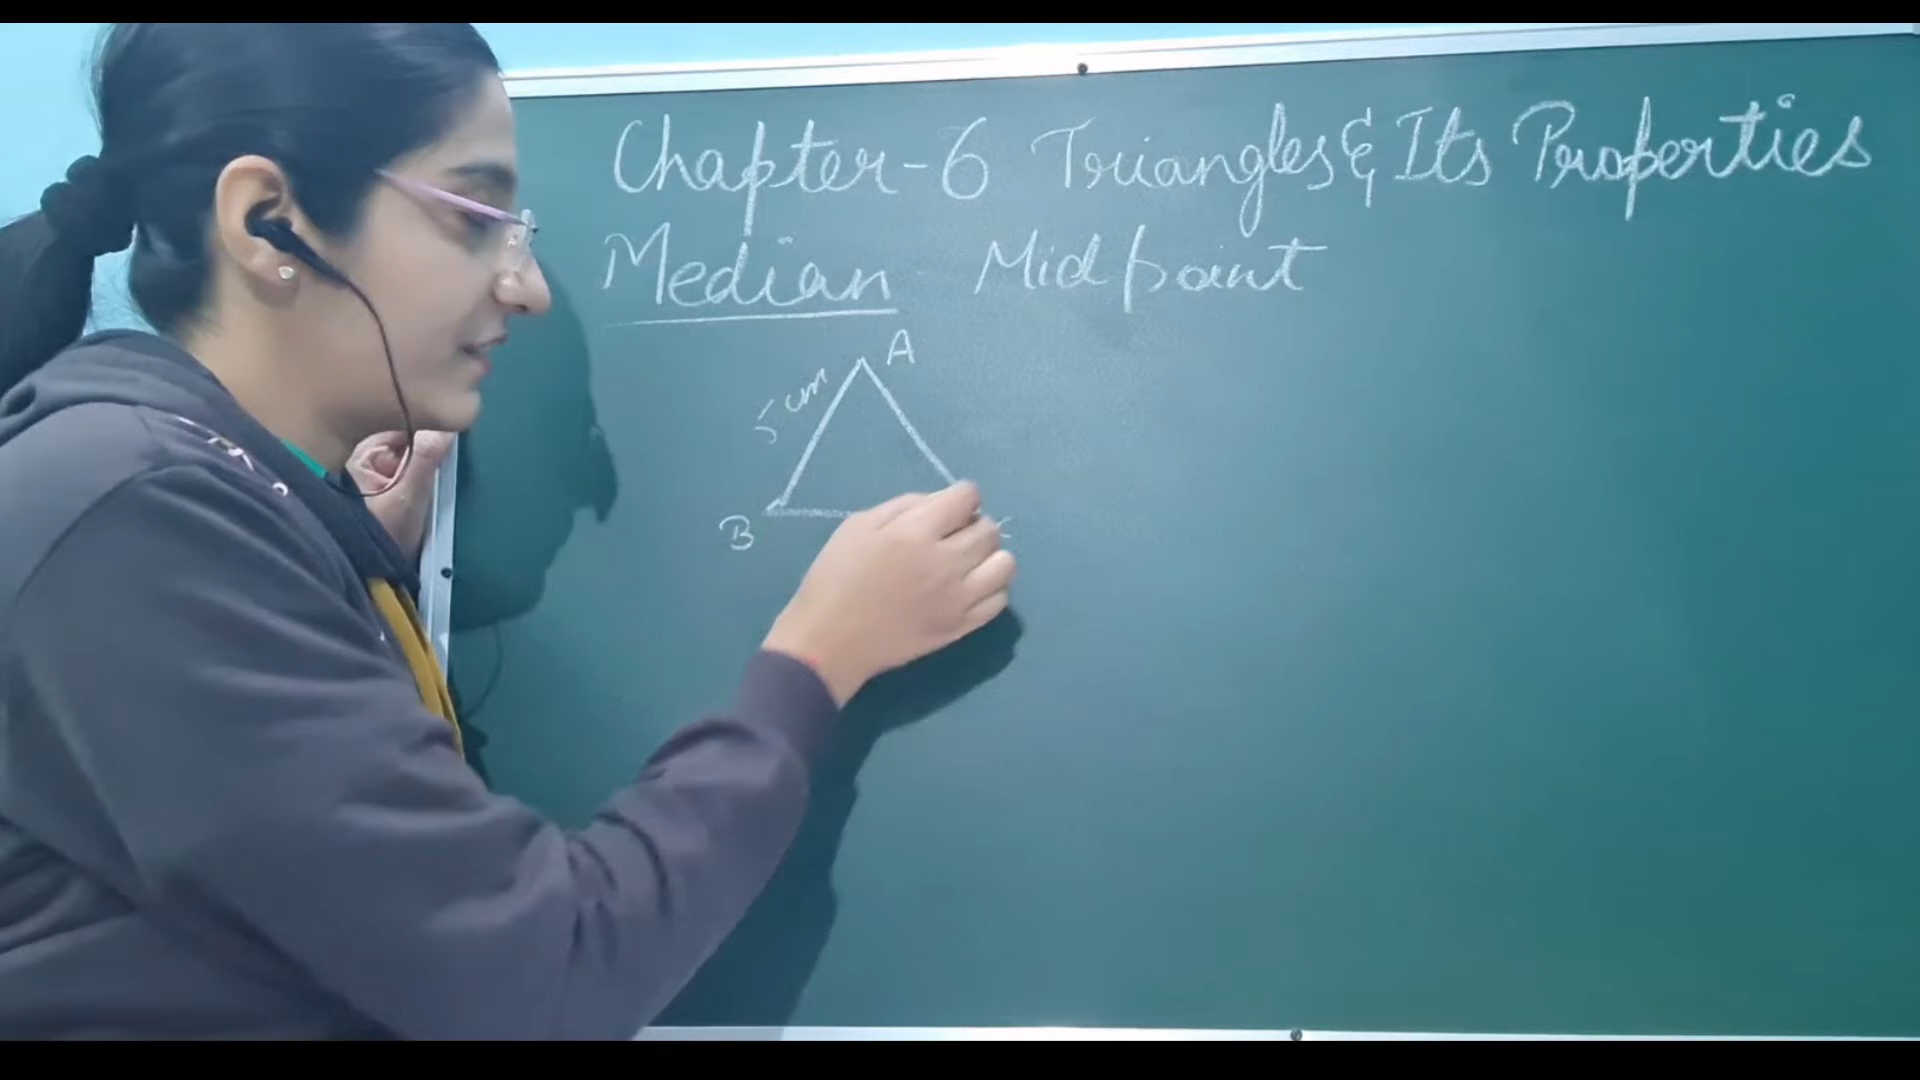 Chapter-6 Triangles & Its Properties
Median Midpoint
A
5 cm
B